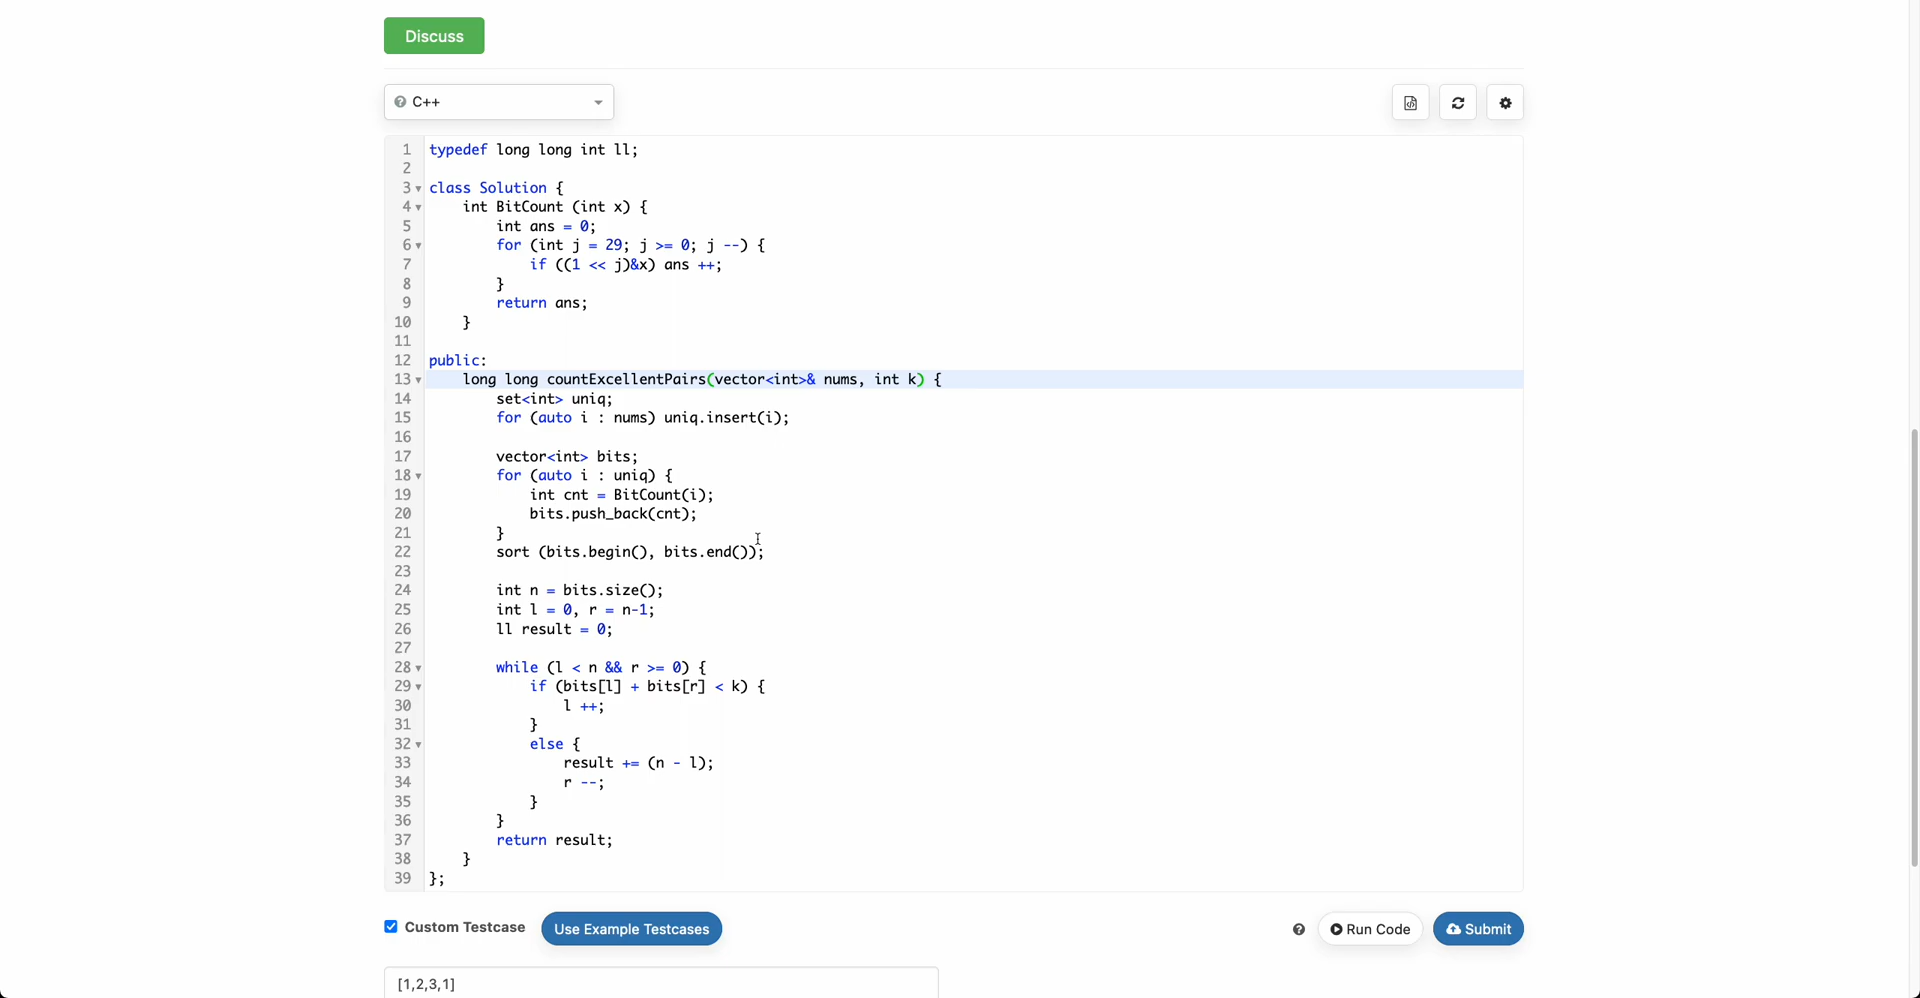 Discuss
C++
1 typedef long long int ll;
2
3 class Solution {
4 int BitCount (int x) {
5 int ans = 0;
6 for (int j = 29; j >= 0; j --) {
7 if ((1 << j)&x) ans ++;
8 }
9 return ans;
10 }
11
12 public:
13 long long countExcellentPairs(vector<int>& nums, int k) {
14 set<int> uniq;
15 for (auto i : nums) uniq.insert(i);
16
17 vector<int> bits;
18 for (auto i : uniq) {
19 int cnt = BitCount(i);
20 bits.push_back(cnt);
21 }
22 sort (bits.begin(), bits.end());
23
24 int n = bits.size();
25 int l = 0, r = n-1;
26 ll result = 0;
27
28 while (l < n && r >= 0) {
29 if (bits[l] + bits[r] < k) {
30 l ++;
31 }
32 else {
33 result += (n - l);
34 r --;
35 }
36 }
37 return result;
38 }
39 };
Custom Testcase Use Example Testcases Run Code Submit
[1,2,3,1]